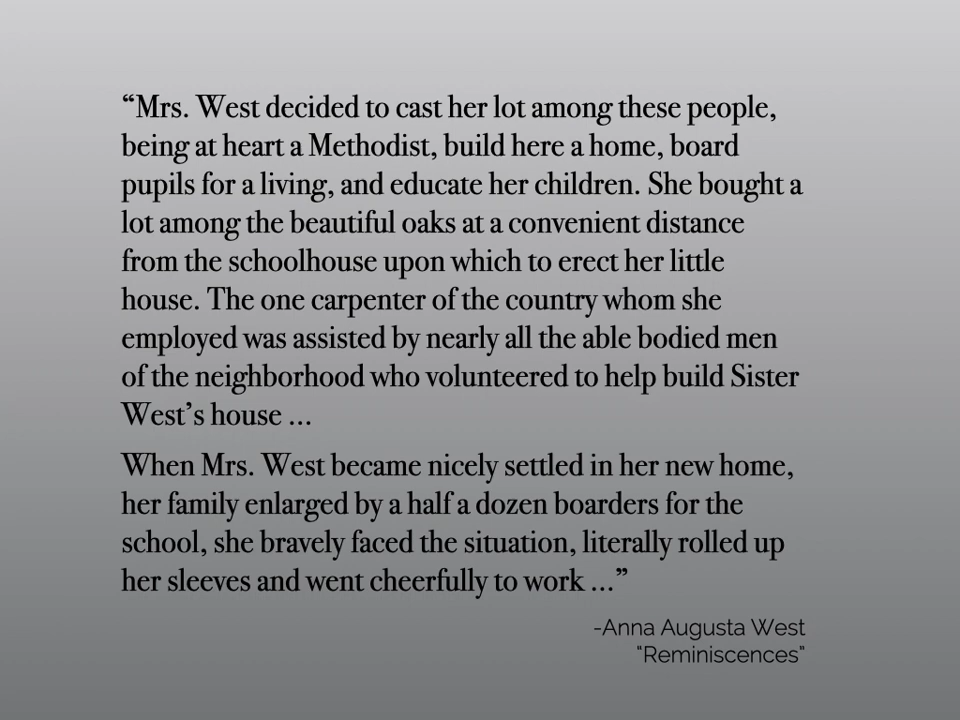 “Mrs. West decided to cast her lot among these people,
being at heart a Methodist, build here a home, board
pupils for a living, and educate her children. She bought a
lot among the beautiful oaks at a convenient distance
from the schoolhouse upon which to erect her little
house. The one carpenter of the country whom she
employed was assisted by nearly all the able bodied men
of the neighborhood who volunteered to help build Sister
West’s house ...
When Mrs. West became nicely settled in her new home,
her family enlarged by a half a dozen boarders for the
school, she bravely faced the situation, literally rolled up
her sleeves and went cheerfully to work ...”
-Anna Augusta West
"Reminiscences"